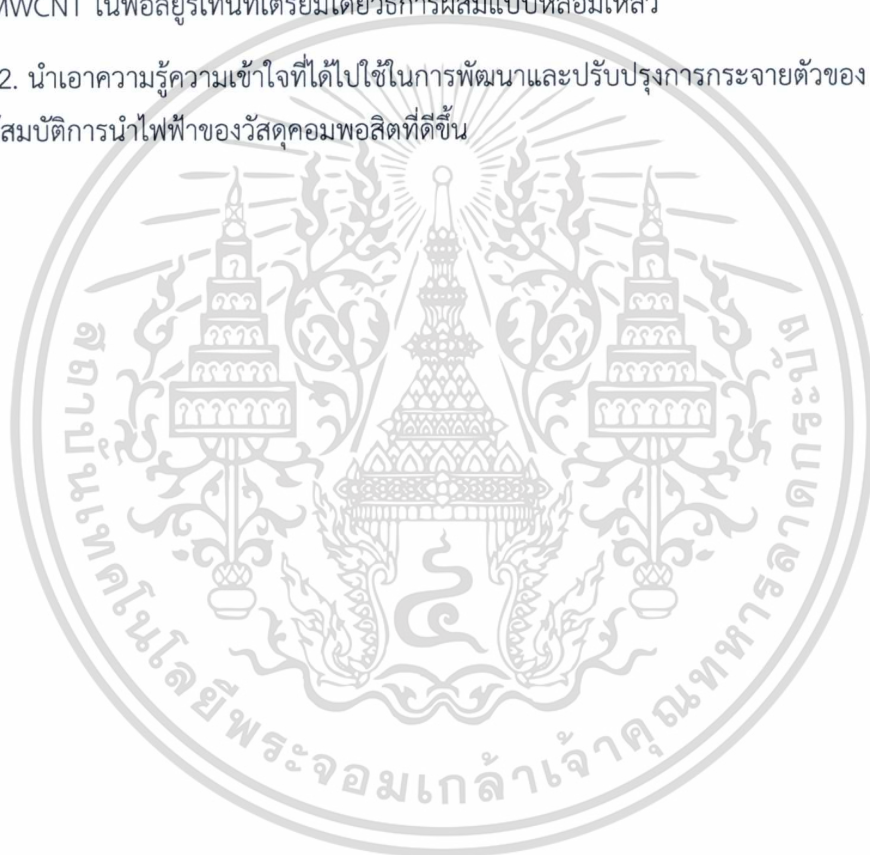 MWCNT ในพอลิยูรีเทนที่เตรียมโดยวิธีการผสมแบบหลอมเหลว
2. นำเอาความรู้ความเข้าใจที่ได้ไปใช้ในการพัฒนาและปรับปรุงการกระจายตัวของ
สมบัติการนำไฟฟ้าของวัสดุคอมพอสิตที่ดีขึ้น
สถาบันเทคโนโลยีพระจอมเกล้าเจ้าคุณทหารลาดกระบัง